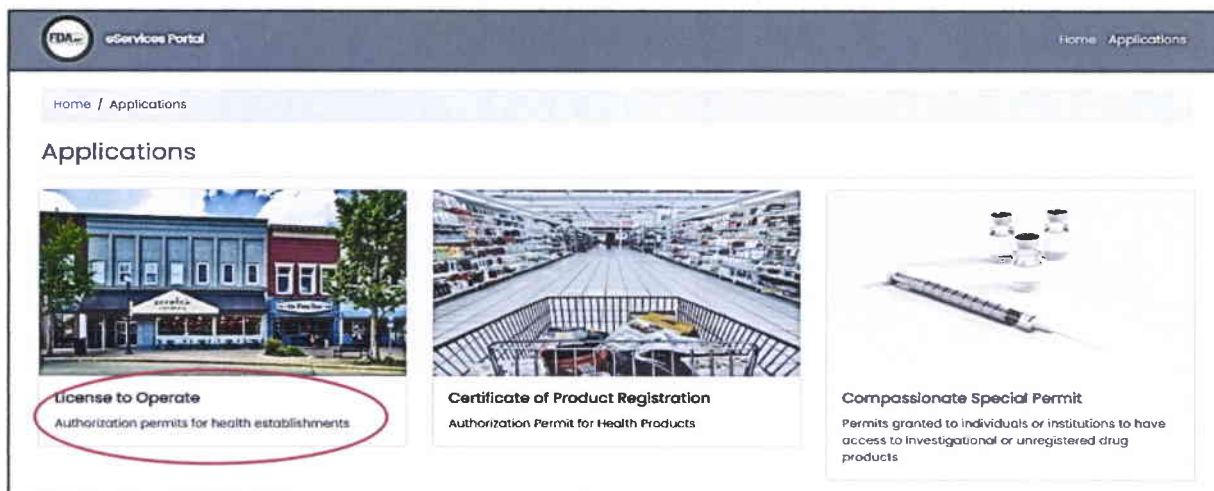 FDA
eServices Portal
Home Applications
Home / Applications
Applications
License to Operate
Authorization permits for health establishments
Certificate of Product Registration
Authorization Permit for Health Products
Compassionate Special Permit
Permits granted to individuals or institutions to have
access to investigational or unregistered drug
products